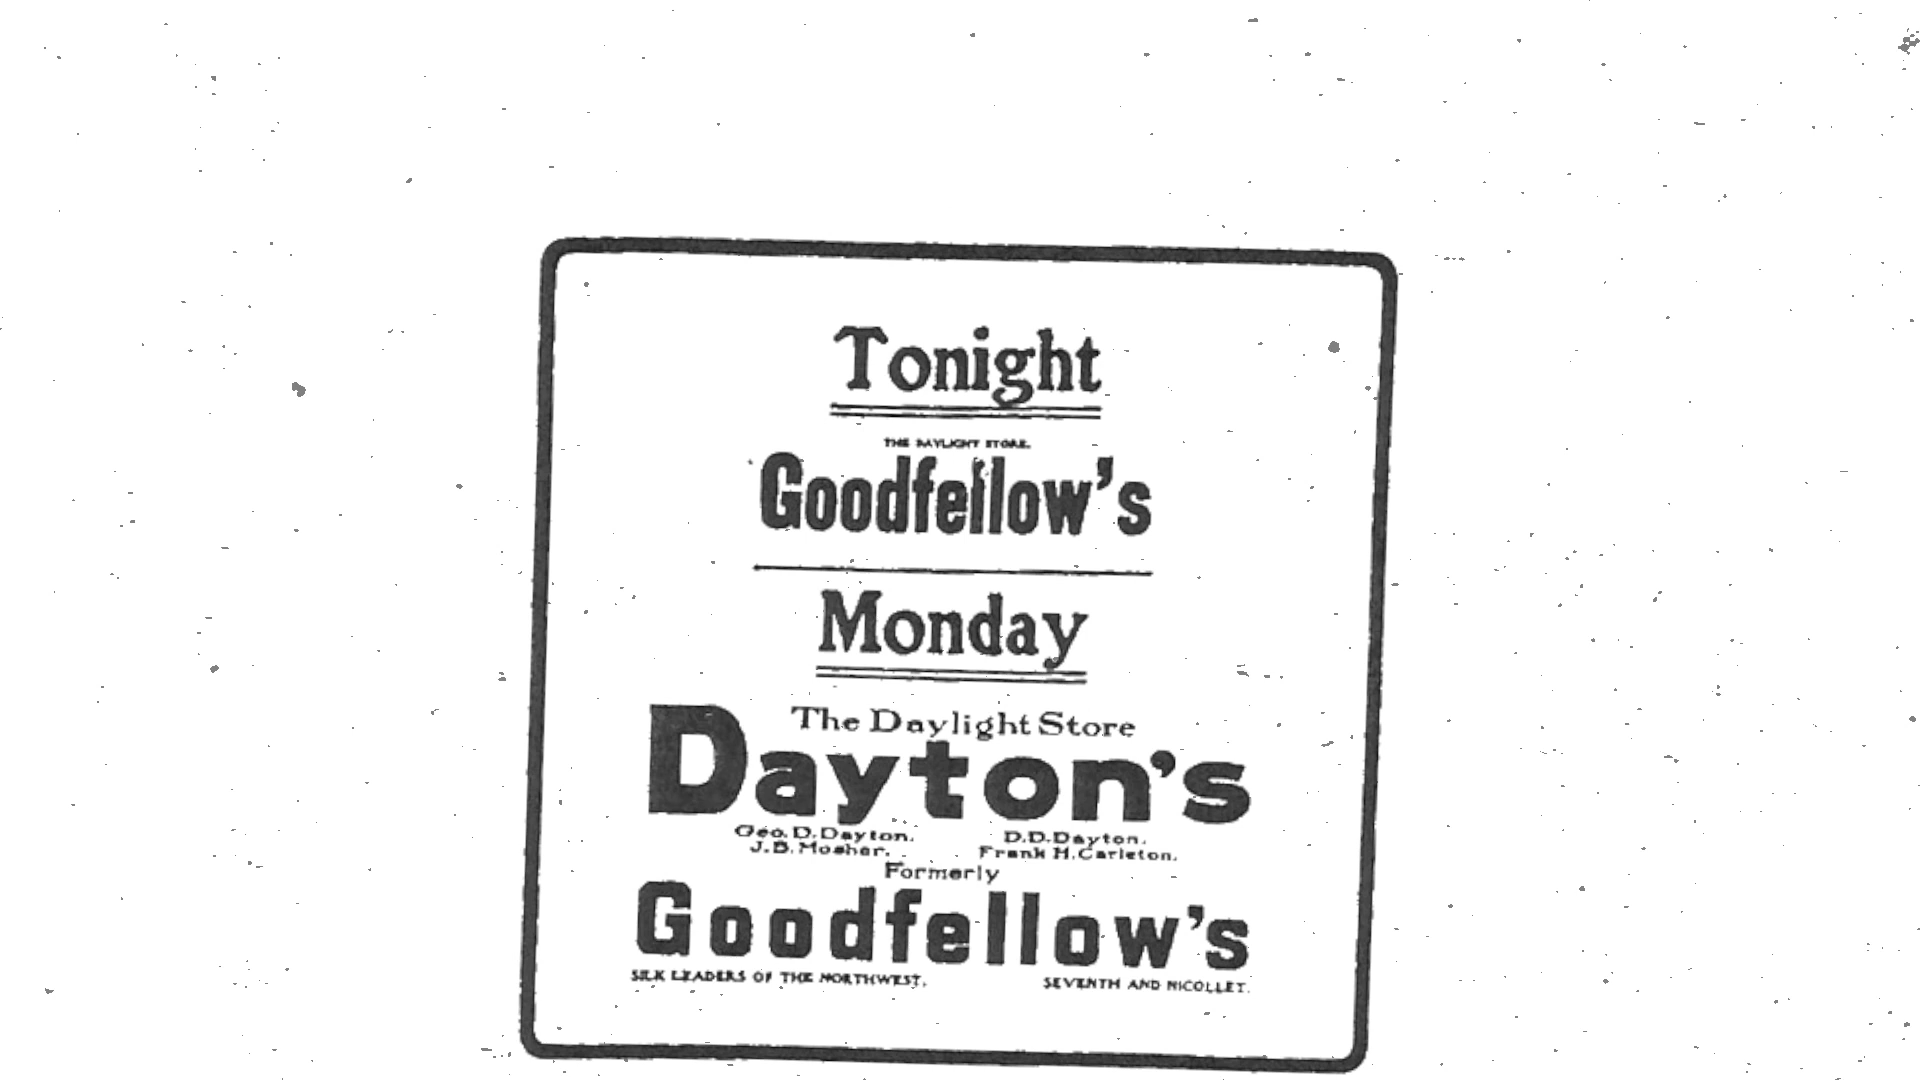 Tonight
THE DAYLIGHT STORE.
Goodfellow's
Monday
The Daylight Store
Dayton's
Geo. D. Dayton. D. D. Dayton.
J. B. Mosher. Frank H. Carleton.
Formerly
Goodfellow's
SILK LEADERS OF THE NORTHWEST. SEVENTH AND NICOLLET.